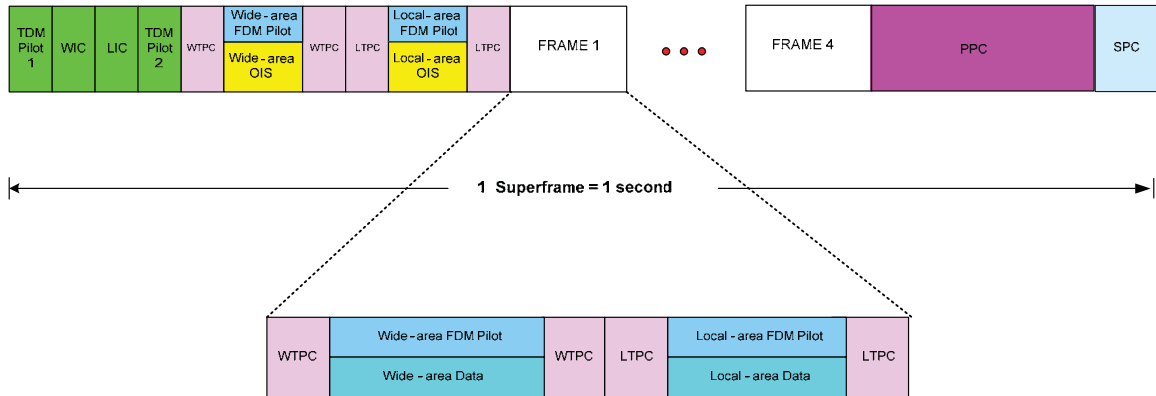 TDM
Pilot
1
WIC
LIC
TDM
Pilot
2
WTPC
Wide - area
FDM Pilot
Wide - area
OIS
WTPC
LTPC
Local - area
FDM Pilot
Local - area
OIS
LTPC
FRAME 1
FRAME 4
PPC
SPC
1 Superframe = 1 second
WTPC
Wide - area FDM Pilot
Wide - area Data
WTPC
LTPC
Local - area FDM Pilot
Local - area Data
LTPC